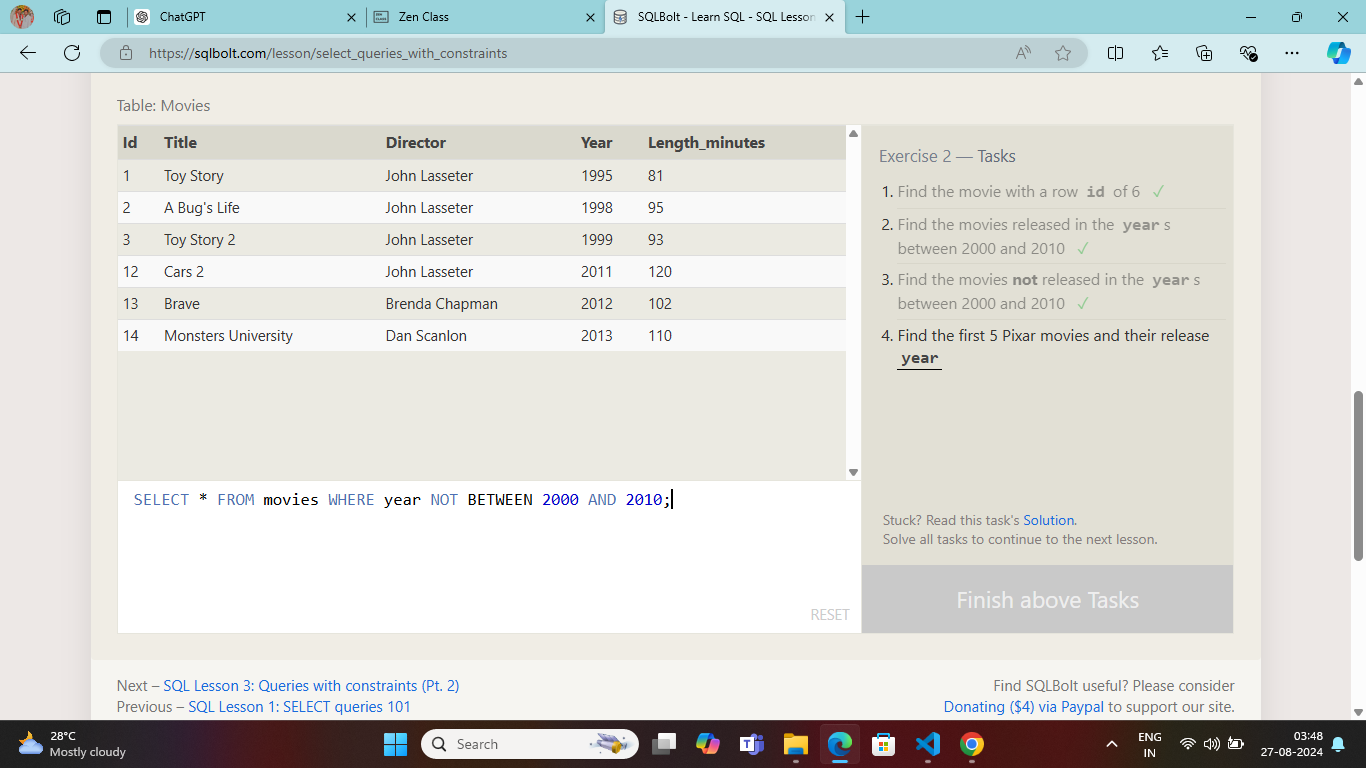 ChatGPT
Zen Class
SQLBolt - Learn SQL - SQL Lesson
https://sqlbolt.com/lesson/select_queries_with_constraints
Table: Movies
Id Title Director Year Length_minutes
1 Toy Story John Lasseter 1995 81
2 A Bug's Life John Lasseter 1998 95
3 Toy Story 2 John Lasseter 1999 93
12 Cars 2 John Lasseter 2011 120
13 Brave Brenda Chapman 2012 102
14 Monsters University Dan Scanlon 2013 110
SELECT * FROM movies WHERE year NOT BETWEEN 2000 AND 2010;
RESET
Exercise 2 — Tasks
1. Find the movie with a row id of 6 ✓
2. Find the movies released in the year s
between 2000 and 2010 ✓
3. Find the movies not released in the year s
between 2000 and 2010 ✓
4. Find the first 5 Pixar movies and their release
year
Stuck? Read this task's Solution.
Solve all tasks to continue to the next lesson.
Finish above Tasks
Next – SQL Lesson 3: Queries with constraints (Pt. 2)
Previous – SQL Lesson 1: SELECT queries 101
Find SQLBolt useful? Please consider
Donating ($4) via Paypal to support our site.
28°C
Mostly cloudy
Search
ENG
IN
03:48
27-08-2024